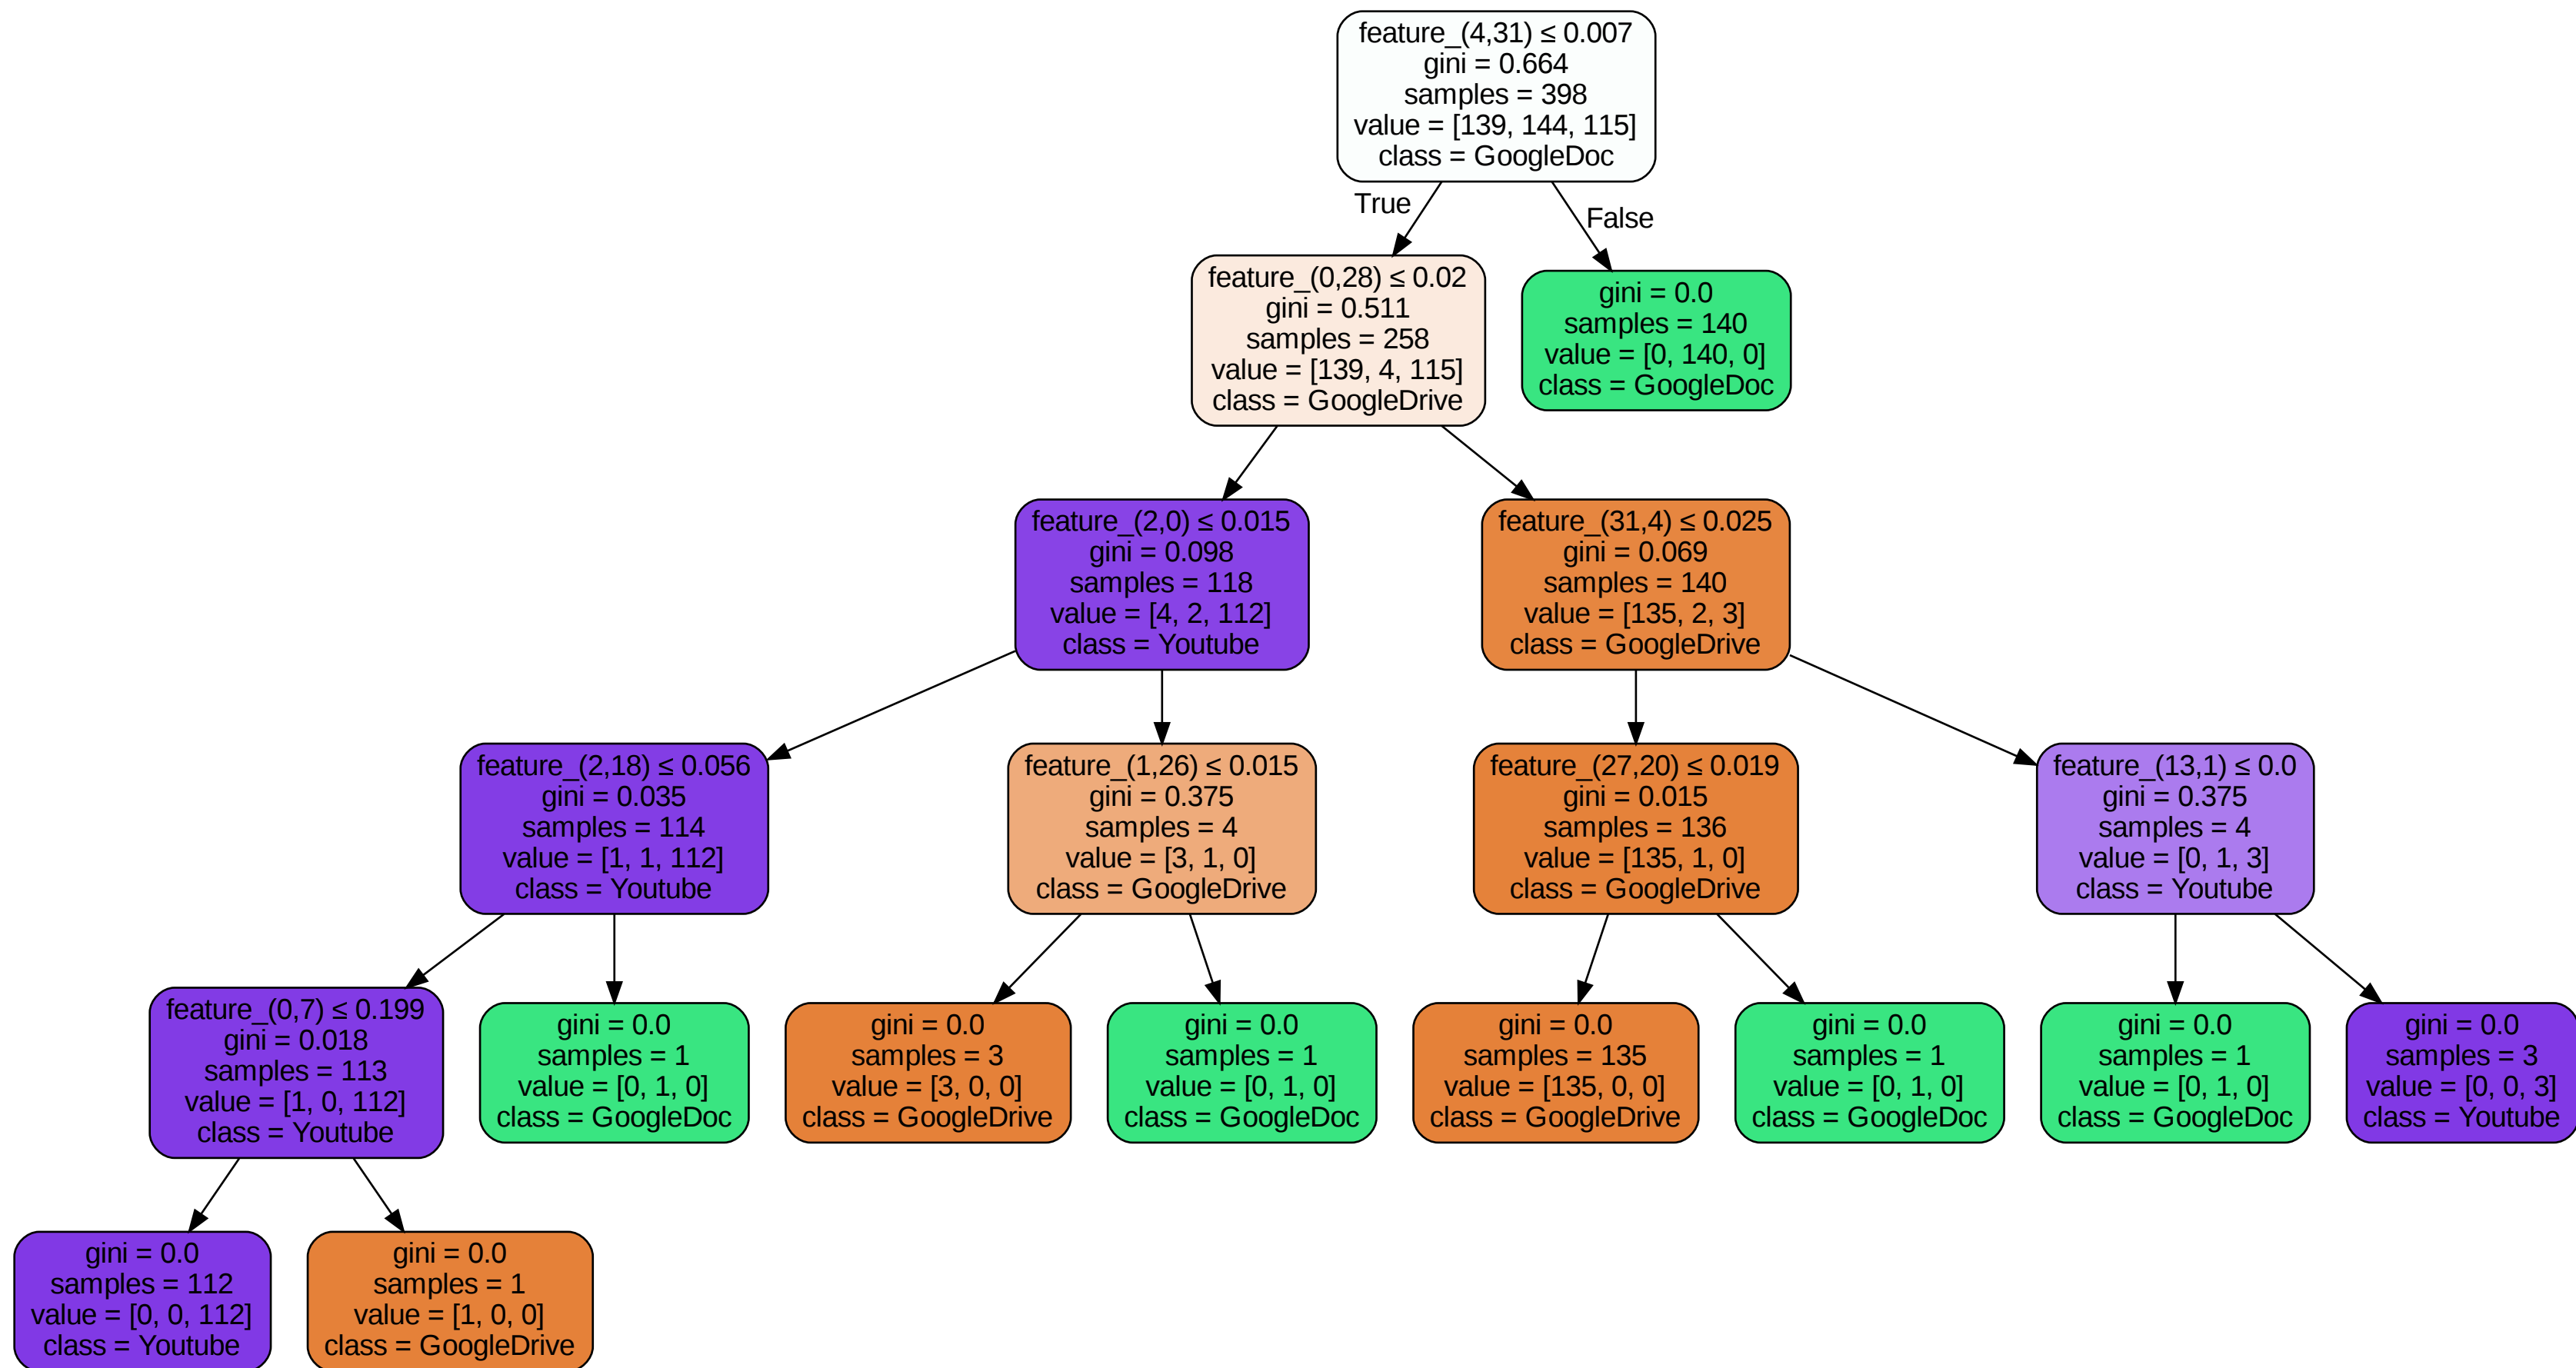 feature_(4,31) ≤ 0.007
gini = 0.664
samples = 398
value = [139, 144, 115]
class = GoogleDoc
True
False
feature_(0,28) ≤ 0.02
gini = 0.511
samples = 258
value = [139, 4, 115]
class = GoogleDrive
gini = 0.0
samples = 140
value = [0, 140, 0]
class = GoogleDoc
feature_(2,0) ≤ 0.015
gini = 0.098
samples = 118
value = [4, 2, 112]
class = Youtube
feature_(31,4) ≤ 0.025
gini = 0.069
samples = 140
value = [135, 2, 3]
class = GoogleDrive
feature_(2,18) ≤ 0.056
gini = 0.035
samples = 114
value = [1, 1, 112]
class = Youtube
feature_(1,26) ≤ 0.015
gini = 0.375
samples = 4
value = [3, 1, 0]
class = GoogleDrive
feature_(27,20) ≤ 0.019
gini = 0.015
samples = 136
value = [135, 1, 0]
class = GoogleDrive
feature_(13,1) ≤ 0.0
gini = 0.375
samples = 4
value = [0, 1, 3]
class = Youtube
feature_(0,7) ≤ 0.199
gini = 0.018
samples = 113
value = [1, 0, 112]
class = Youtube
gini = 0.0
samples = 1
value = [0, 1, 0]
class = GoogleDoc
gini = 0.0
samples = 3
value = [3, 0, 0]
class = GoogleDrive
gini = 0.0
samples = 1
value = [0, 1, 0]
class = GoogleDoc
gini = 0.0
samples = 135
value = [135, 0, 0]
class = GoogleDrive
gini = 0.0
samples = 1
value = [0, 1, 0]
class = GoogleDoc
gini = 0.0
samples = 1
value = [0, 1, 0]
class = GoogleDoc
gini = 0.0
samples = 3
value = [0, 0, 3]
class = Youtube
gini = 0.0
samples = 112
value = [0, 0, 112]
class = Youtube
gini = 0.0
samples = 1
value = [1, 0, 0]
class = GoogleDrive